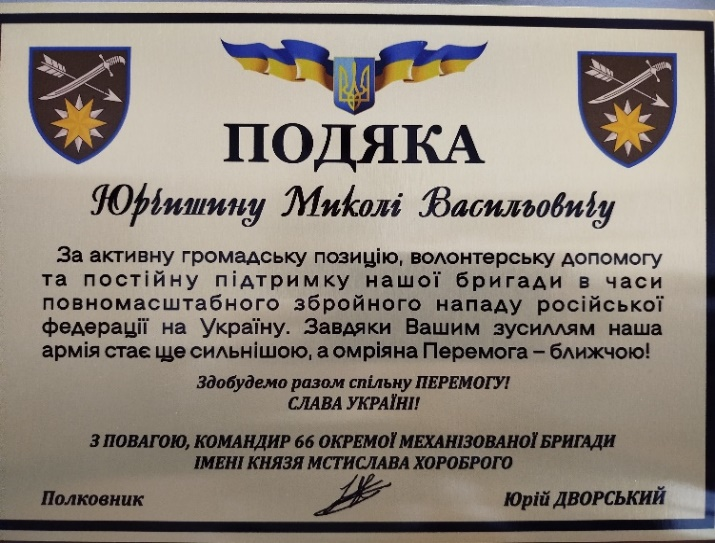 ПОДЯКА
Юрчишину Миколі Васильовичу
За активну громадську позицію, волонтерську допомогу
та постійну підтримку нашої бригади в часи
повномасштабного збройного нападу російської
федерації на Україну. Завдяки Вашим зусиллям наша
армія стає ще сильнішою, а омріяна Перемога – ближчою!
Здобудемо разом спільну ПЕРЕМОГУ!
СЛАВА УКРАЇНІ!
З ПОВАГОЮ, КОМАНДИР 66 ОКРЕМОЇ МЕХАНІЗОВАНОЇ БРИГАДИ
ІМЕНІ КНЯЗЯ МСТИСЛАВА ХОРОБРОГО
Полковник Юрій ДВОРСЬКИЙ